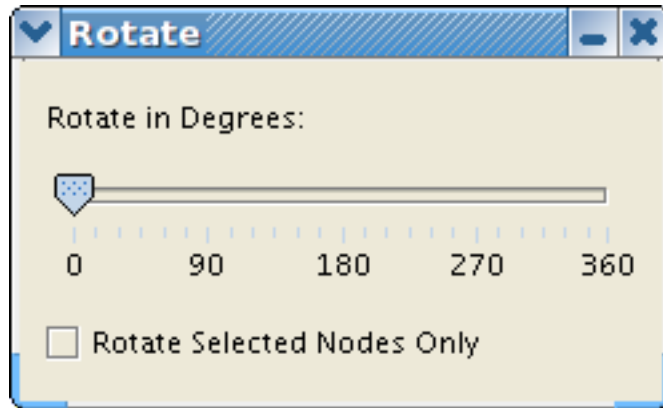 Rotate
Rotate in Degrees:
0 90 180 270 360
Rotate Selected Nodes Only